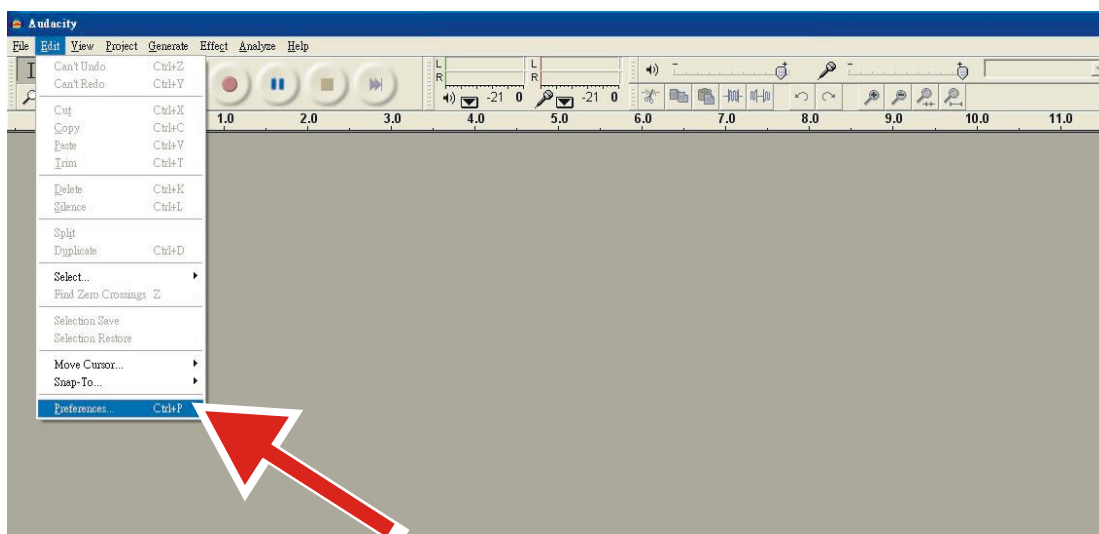 Audacity
File Edit View Project Generate Effect Analyze Help
Can't Undo Ctrl+Z
Can't Redo Ctrl+Y
Cut Ctrl+X
Copy Ctrl+C
Paste Ctrl+V
Trim Ctrl+T
Delete Ctrl+K
Silence Ctrl+L
Split
Duplicate Ctrl+D
Select...
Find Zero Crossings Z
Selection Save
Selection Restore
Move Cursor...
Snap-To...
Preferences... Ctrl+P
L
R
-21 0
L
R
-21 0
1.0 2.0 3.0 4.0 5.0 6.0 7.0 8.0 9.0 10.0 11.0